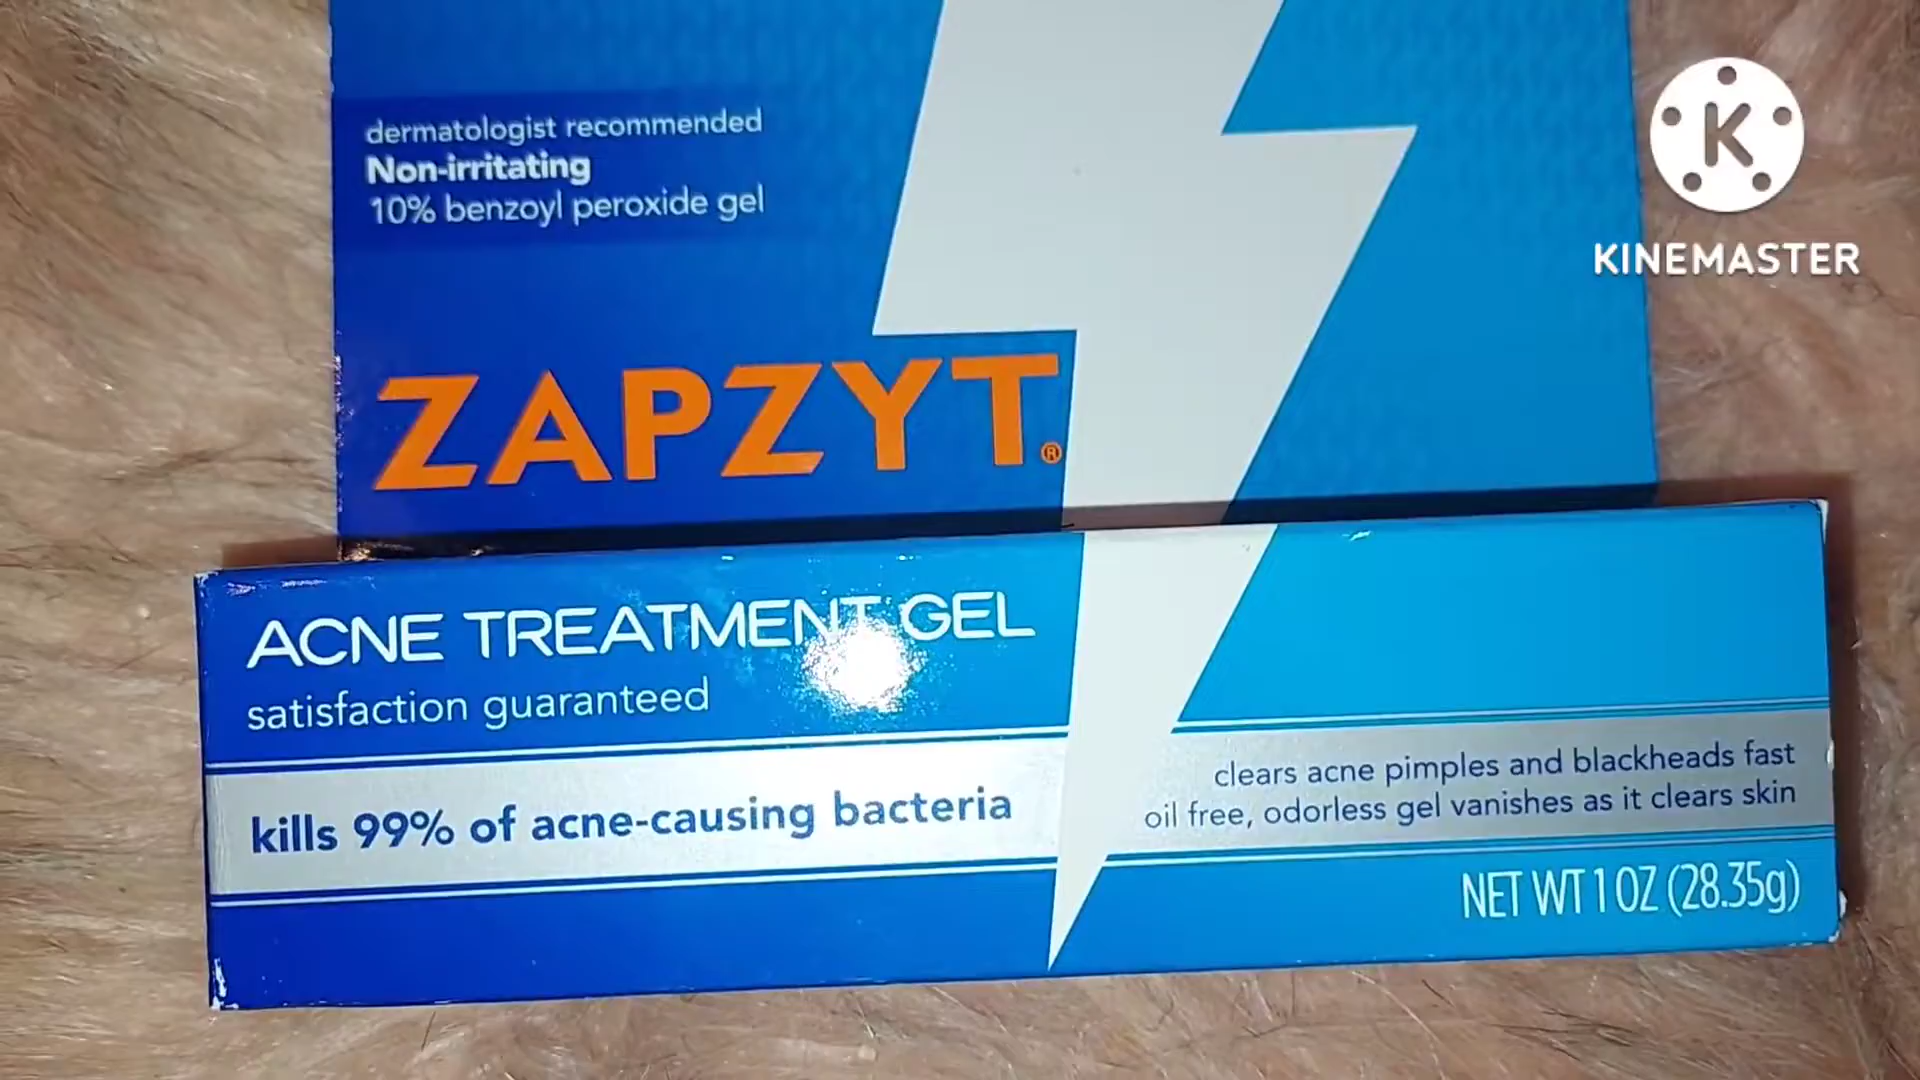 dermatologist recommended
Non-irritating
10% benzoyl peroxide gel
K
KINEMASTER
ZAPZYT®
ACNE TREATMENT GEL
satisfaction guaranteed
kills 99% of acne-causing bacteria
clears acne pimples and blackheads fast
oil free, odorless gel vanishes as it clears skin
NET WT 1 OZ (28.35g)